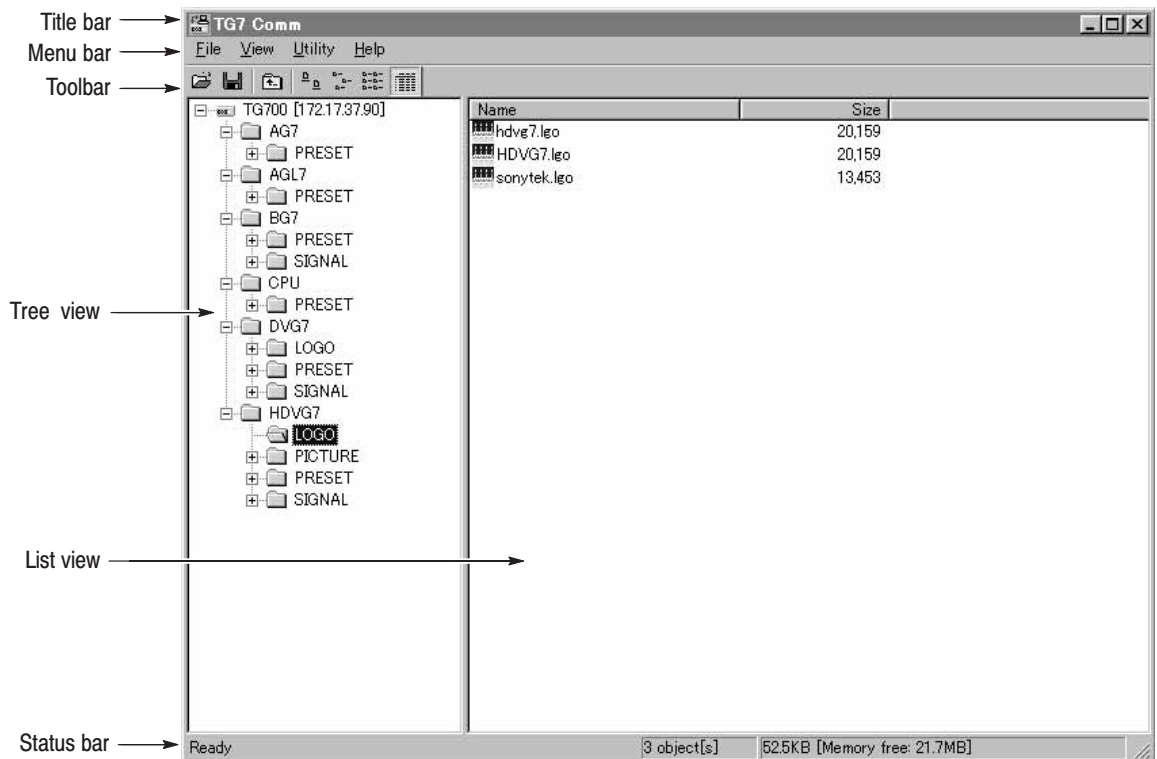 Title bar
TG7 Comm
Menu bar
File View Utility Help
Toolbar
TG700 [172.17.37.90]
AG7
PRESET
AGL7
PRESET
BG7
PRESET
SIGNAL
CPU
PRESET
DVG7
LOGO
PRESET
SIGNAL
HDVG7
LOGO
PICTURE
PRESET
SIGNAL
Tree view
Name Size
hdvg7.lgo 20,159
HDVG7.lgo 20,159
sonytek.lgo 13,453
List view
Status bar
Ready 3 object[s] 52.5KB [Memory free: 21.7MB]